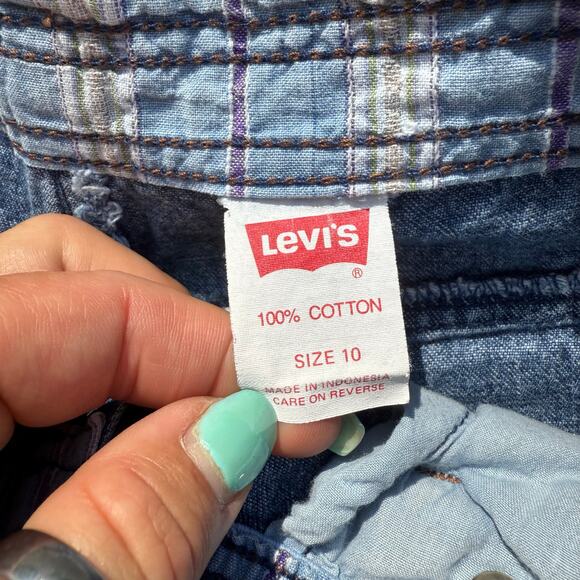 Levi's
®
100% COTTON
SIZE 10
MADE IN INDONESIA
CARE ON REVERSE